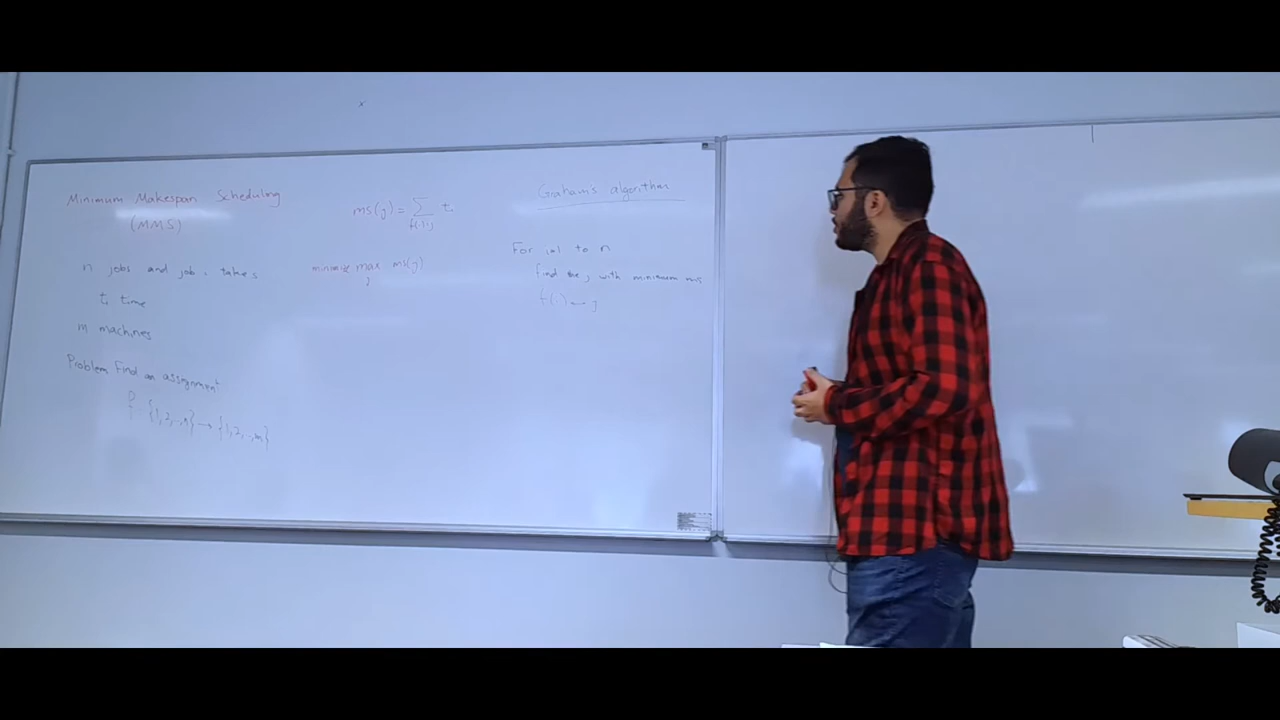 Minimum Makespan Scheduling
(MMS)
n jobs and job i takes
tᵢ time
m machines
Problem Find an assignment
f: {1,2,..,n} → {1,2,..,m}
ms(j) = ∑ tᵢ
f(i)=j
minimize max ms(j)
j
Graham's algorithm
For i=1 to n
find the j with minimum ms
f(i) ← j